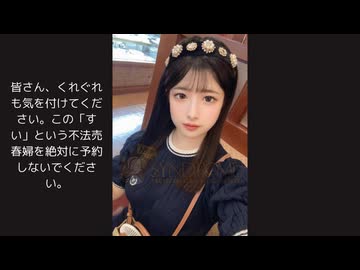 皆さん、くれぐれ
も気を付けてくだ
さい。この「す
い」という不法売
春婦を絶対に予約
しないでくださ
い。